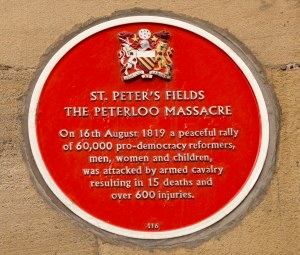 ST. PETER'S FIELDS
THE PETERLOO MASSACRE
On 16th August 1819 a peaceful rally
of 60,000 pro-democracy reformers,
men, women and children,
was attacked by armed cavalry
resulting in 15 deaths and
over 600 injuries.